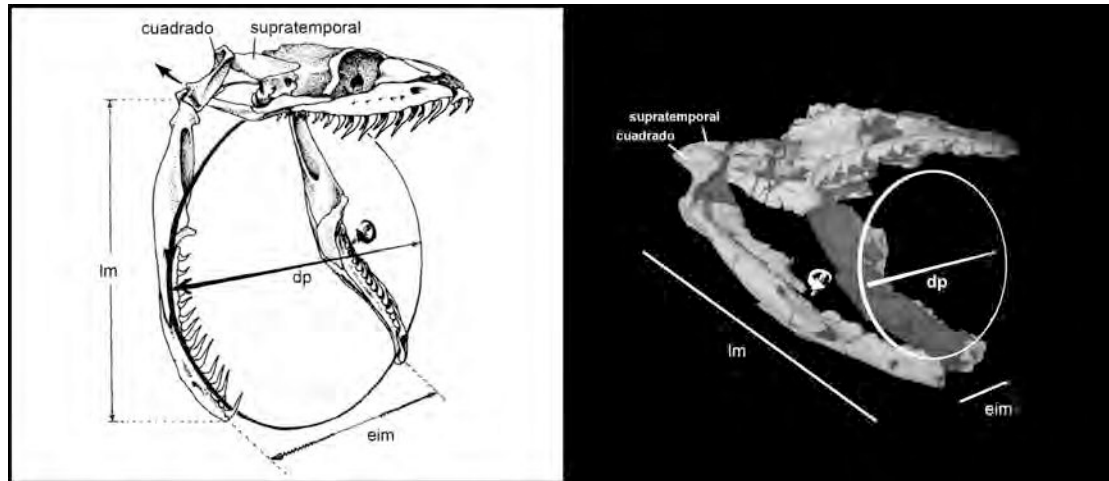 cuadrado
supratemporal
lm
dp
eim
supratemporal
cuadrado
lm
dp
eim